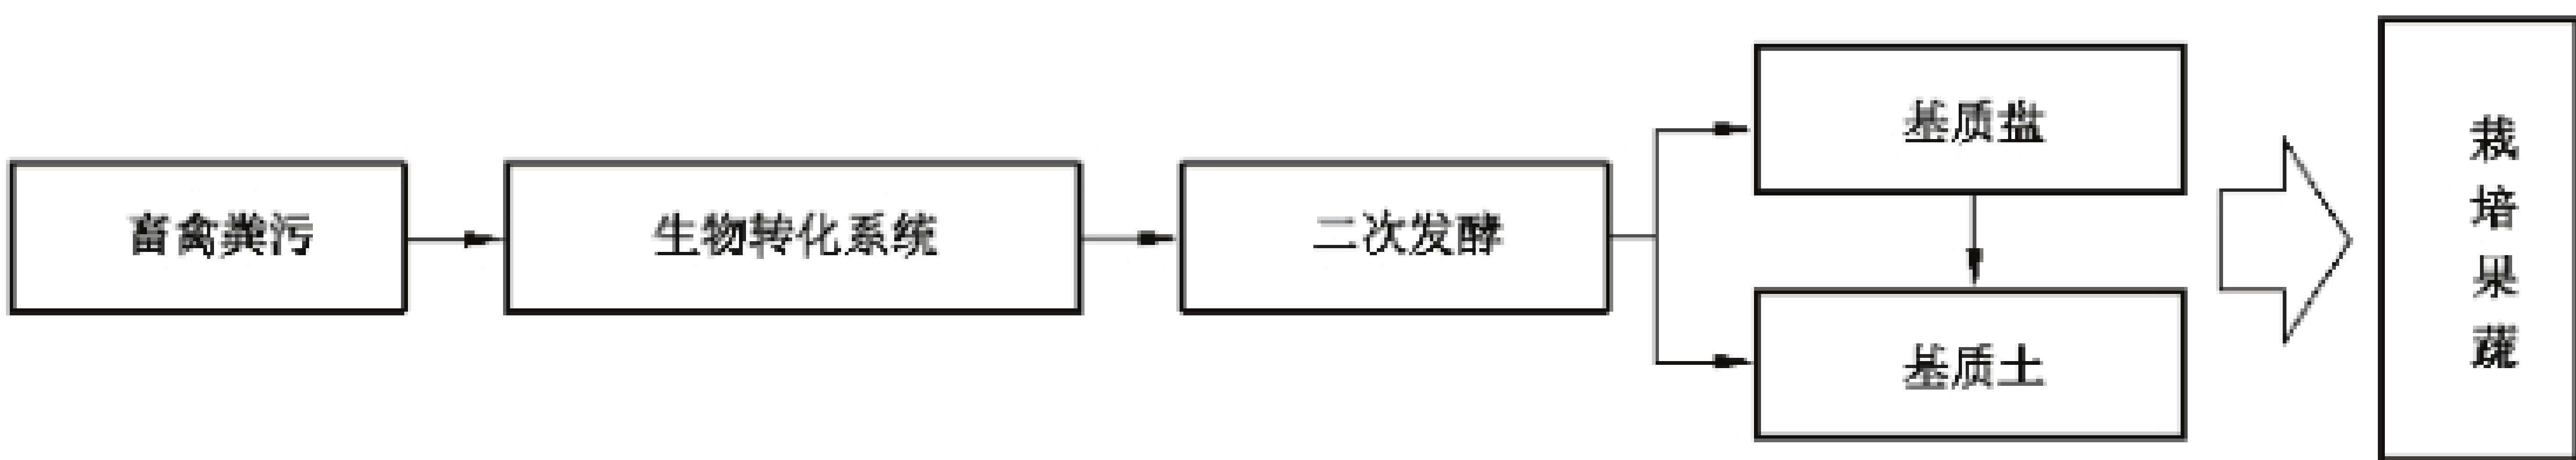 畜禽粪污
生物转化系统
二次发酵
基质盘
基质土
栽培果蔬